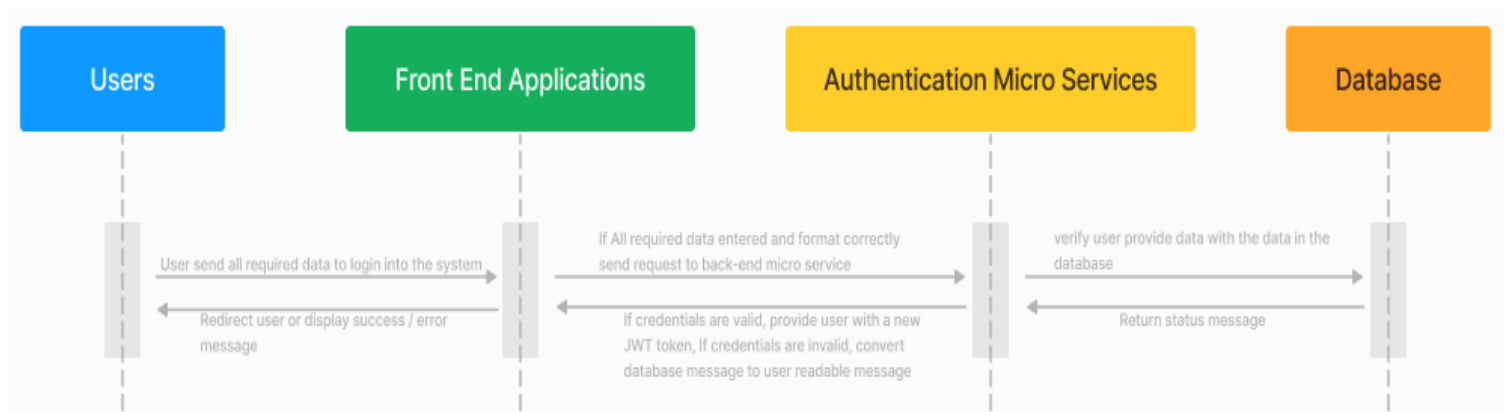 Users
Front End Applications
Authentication Micro Services
Database
User send all required data to login into the system
If All required data entered and format correctly
send request to back-end micro service
verify user provide data with the data in the
database
Redirect user or display success / error
message
If credentials are valid, provide user with a new
JWT token, If credentials are invalid, convert
database message to user readable message
Return status message